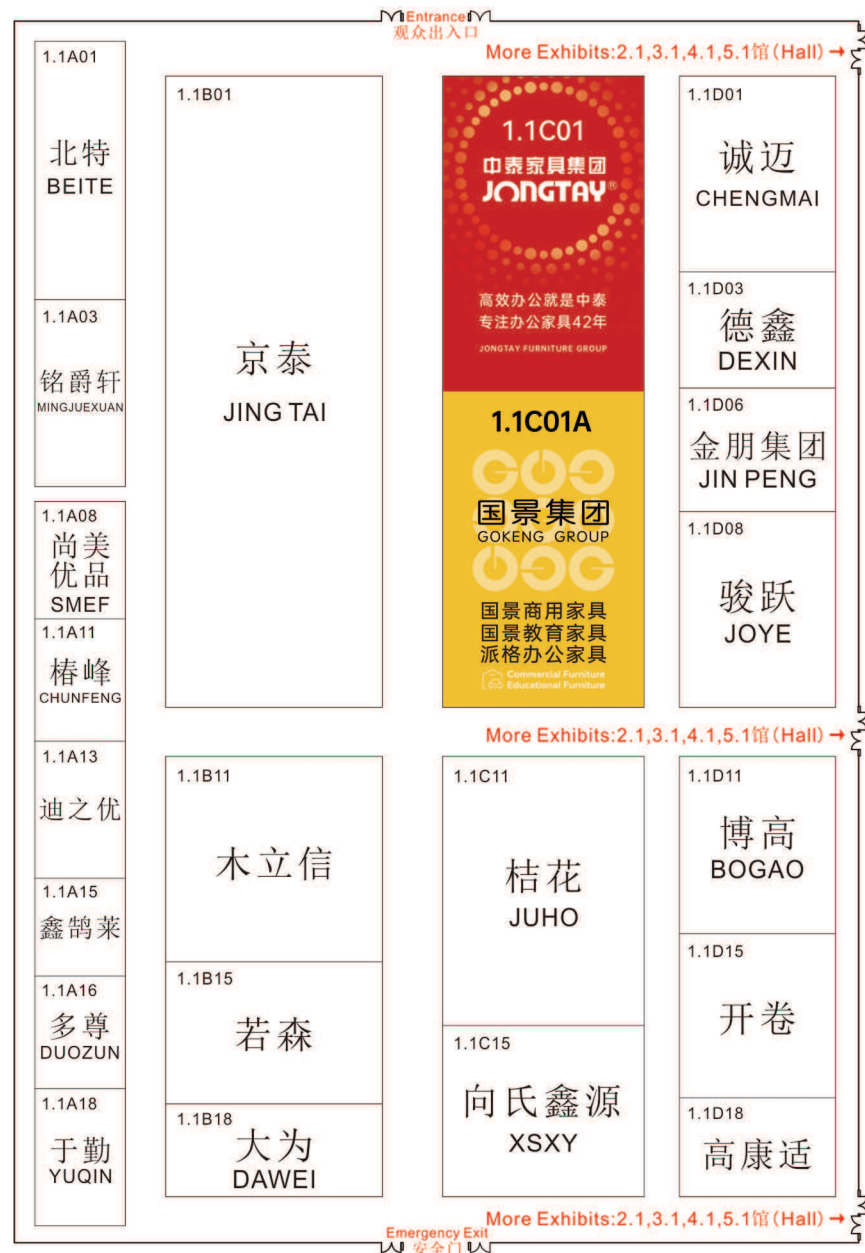 Entrance
观众出入口
More Exhibits:2.1,3.1,4.1,5.1馆(Hall) →
1.1A01
北特
BEITE
1.1A03
铭爵轩
MINGJUEXUAN
1.1A08
尚美
优品
SMEF
1.1A11
椿峰
CHUNFENG
1.1A13
迪之优
1.1A15
鑫鹄莱
1.1A16
多尊
DUOZUN
1.1A18
于勤
YUQIN
1.1B01
京泰
JING TAI
1.1B11
木立信
1.1B15
若森
1.1B18
大为
DAWEI
1.1C01
中泰家具集团
JONGTAY®
高效办公就是中泰
专注办公家具42年
JONGTAY FURNITURE GROUP
1.1C01A
国景集团
GOKENG GROUP
国景商用家具
国景教育家具
派格办公家具
Commercial Furniture
Educational Furniture
1.1C11
桔花
JUHO
1.1C15
向氏鑫源
XSXY
1.1D01
诚迈
CHENGMAI
1.1D03
德鑫
DEXIN
1.1D06
金朋集团
JIN PENG
1.1D08
骏跃
JOYE
More Exhibits:2.1,3.1,4.1,5.1馆(Hall) →
1.1D11
博高
BOGAO
1.1D15
开卷
1.1D18
高康适
More Exhibits:2.1,3.1,4.1,5.1馆(Hall) →
Emergency Exit
安全门